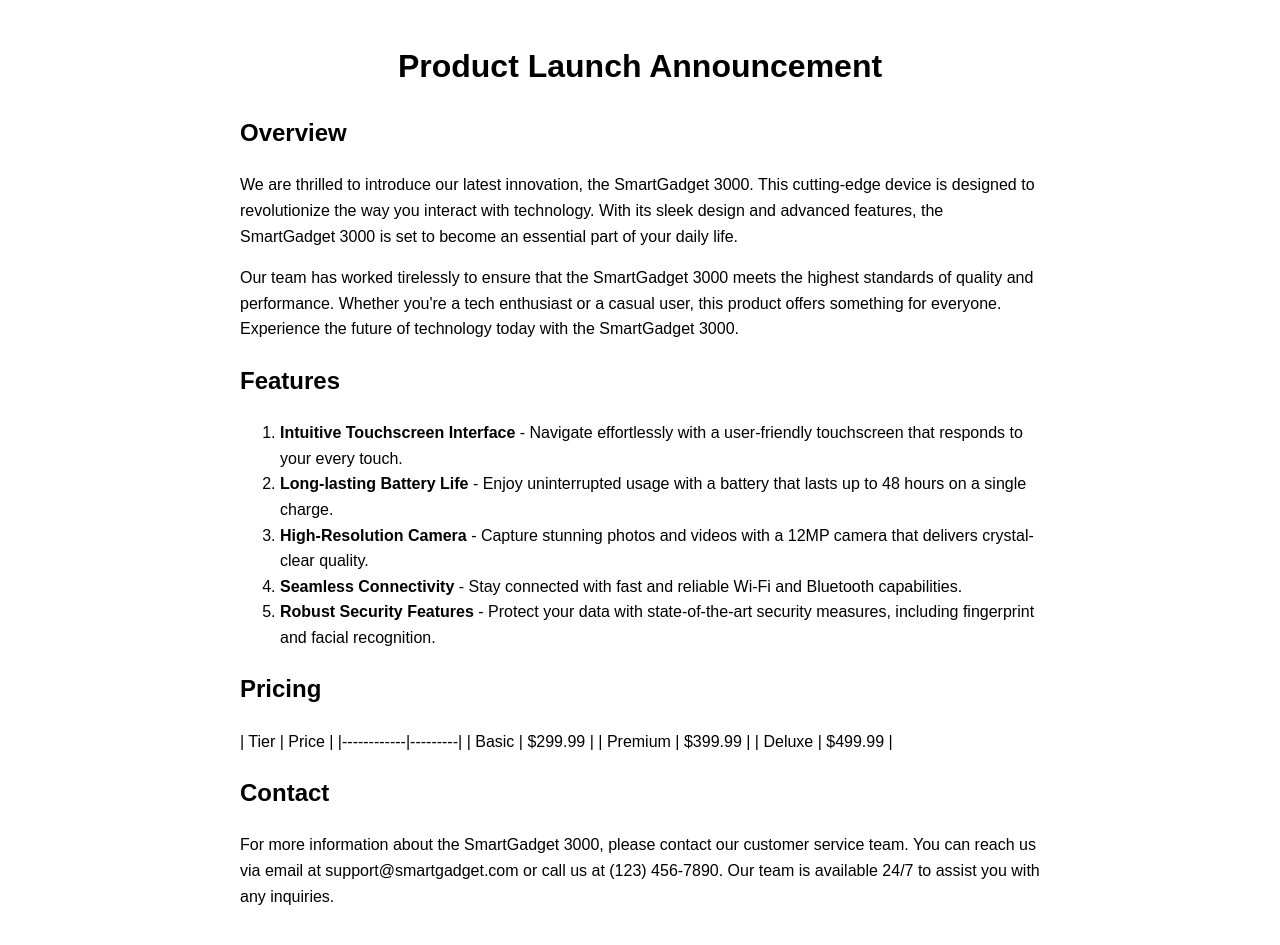 Product Launch Announcement
Overview
We are thrilled to introduce our latest innovation, the SmartGadget 3000. This cutting-edge device is designed to
revolutionize the way you interact with technology. With its sleek design and advanced features, the
SmartGadget 3000 is set to become an essential part of your daily life.
Our team has worked tirelessly to ensure that the SmartGadget 3000 meets the highest standards of quality and
performance. Whether you're a tech enthusiast or a casual user, this product offers something for everyone.
Experience the future of technology today with the SmartGadget 3000.
Features
1. Intuitive Touchscreen Interface - Navigate effortlessly with a user-friendly touchscreen that responds to
your every touch.
2. Long-lasting Battery Life - Enjoy uninterrupted usage with a battery that lasts up to 48 hours on a single
charge.
3. High-Resolution Camera - Capture stunning photos and videos with a 12MP camera that delivers crystal-
clear quality.
4. Seamless Connectivity - Stay connected with fast and reliable Wi-Fi and Bluetooth capabilities.
5. Robust Security Features - Protect your data with state-of-the-art security measures, including fingerprint
and facial recognition.
Pricing
| Tier | Price | |------------|---------| | Basic | $299.99 | | Premium | $399.99 | | Deluxe | $499.99 |
Contact
For more information about the SmartGadget 3000, please contact our customer service team. You can reach us
via email at support@smartgadget.com or call us at (123) 456-7890. Our team is available 24/7 to assist you with
any inquiries.